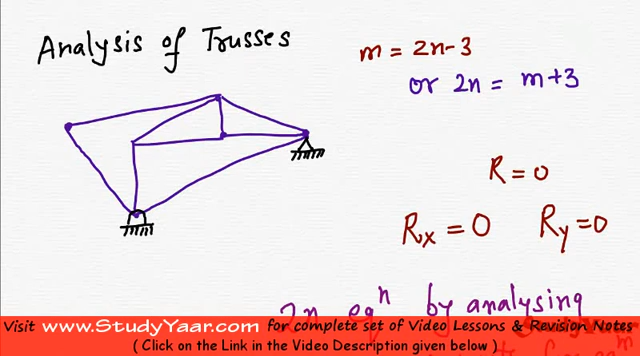 Analysis of Trusses
m = 2n-3
or 2n = m+3
R = 0
Rx = 0 Ry = 0
2n eqⁿ by analysing
Visit www.StudyYaar.com for complete set of Video Lessons & Revision Notes
( Click on the Link in the Video Description given below )